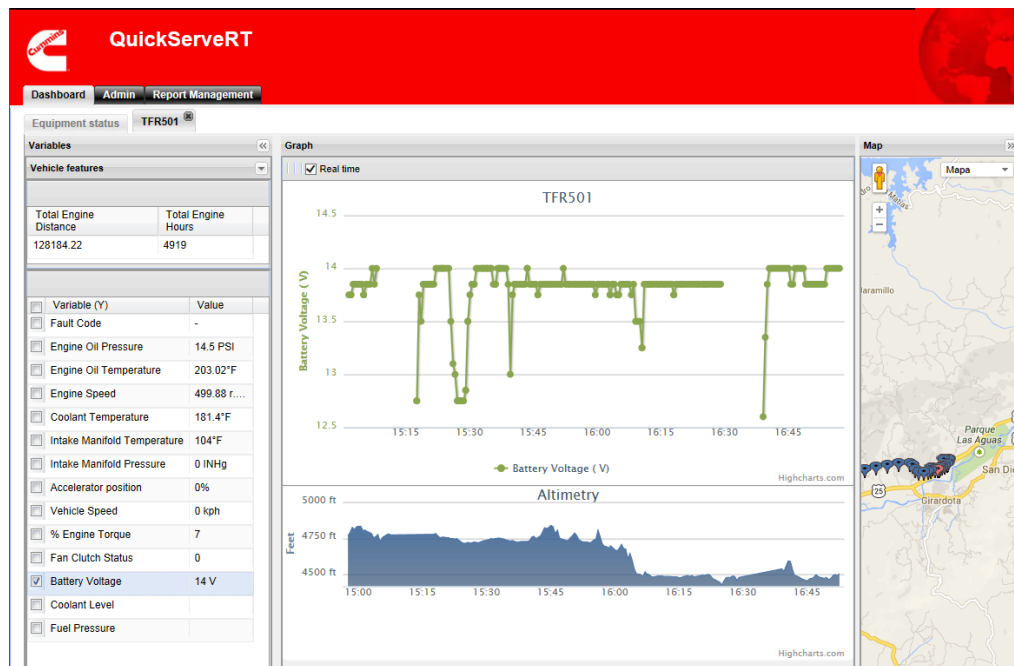 Cummins
QuickServeRT
Dashboard Admin Report Management
Equipment status TFR501
Variables
Vehicle features
Total Engine Distance Total Engine Hours
128184.22 4919
Variable (Y) Value
Fault Code -
Engine Oil Pressure 14.5 PSI
Engine Oil Temperature 203.02°F
Engine Speed 499.88 r....
Coolant Temperature 181.4°F
Intake Manifold Temperature 104°F
Intake Manifold Pressure 0 INHg
Accelerator position 0%
Vehicle Speed 0 kph
% Engine Torque 7
Fan Clutch Status 0
Battery Voltage 14 V
Coolant Level
Fuel Pressure
Graph
Real time
TFR501
14.5
14
13.5
13
12.5
Battery Voltage ( V)
15:15 15:30 15:45 16:00 16:15 16:30 16:45
Battery Voltage ( V)
Highcharts.com
Altimetry
5000 ft
4750 ft
4500 ft
Feet
15:00 15:15 15:30 15:45 16:00 16:15 16:30 16:45
Highcharts.com
Map
Mapa
Matias
Jaramillo
Parque
Las Aguas
San Die
25
Girardota